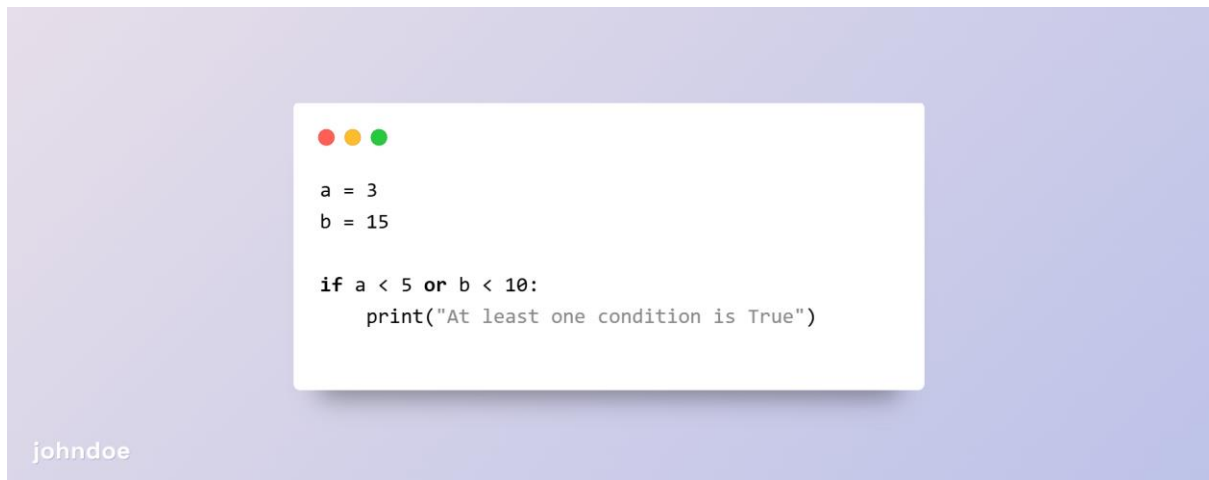 a = 3
b = 15
if a < 5 or b < 10:
    print("At least one condition is True")
johndoe